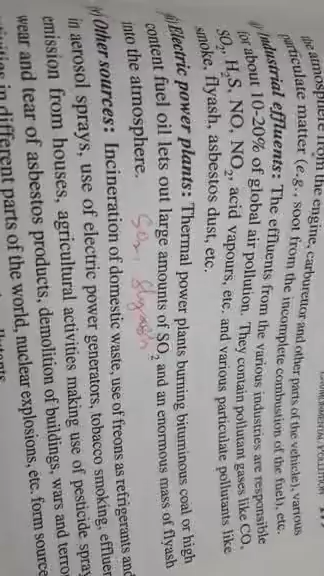 ENVIRONMENTAL POLLUTION
the atmosphere from the engine, carburettor and other parts of the vehicle), various
particulate matter (e.g., soot from the incomplete combustion of the fuel), etc.
Industrial effluents: The effluents from the various industries are responsible
for about 10-20% of global air pollution. They contain pollutant gases like CO,
SO₂, H₂S, NO, NO₂, acid vapours, etc. and various particulate pollutants like
smoke, flyash, asbestos dust, etc.
Electric power plants: Thermal power plants burning bituminous coal or high
content fuel oil lets out large amounts of SO₂ and an enormous mass of flyash
into the atmosphere.
flyash
Other sources: Incineration of domestic waste, use of freons as refrigerants and
in aerosol sprays, use of electric power generators, tobacco smoking, effluer
emission from houses, agricultural activities making use of pesticide spray
wear and tear of asbestos products, demolition of buildings, wars and terror
in different parts of the world, nuclear explosions, etc. form source